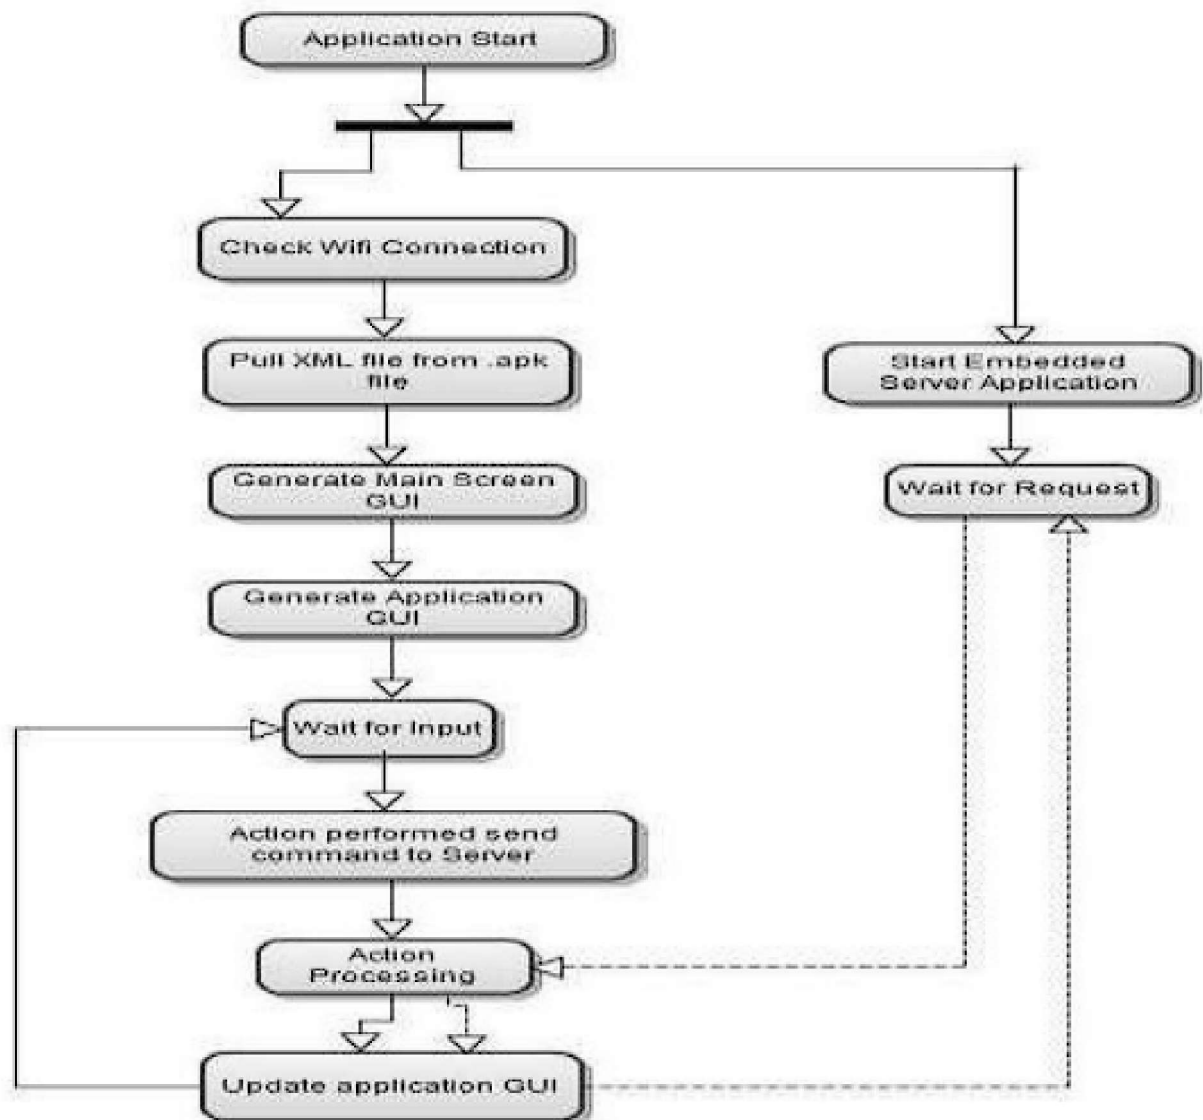 Application Start
Check Wifi Connection
Pull XML file from .apk
file
Start Embedded
Server Application
Generate Main Screen
GUI
Wait for Request
Generate Application
GUI
Wait for Input
Action performed send
command to Server
Action
Processing
Update application GUI